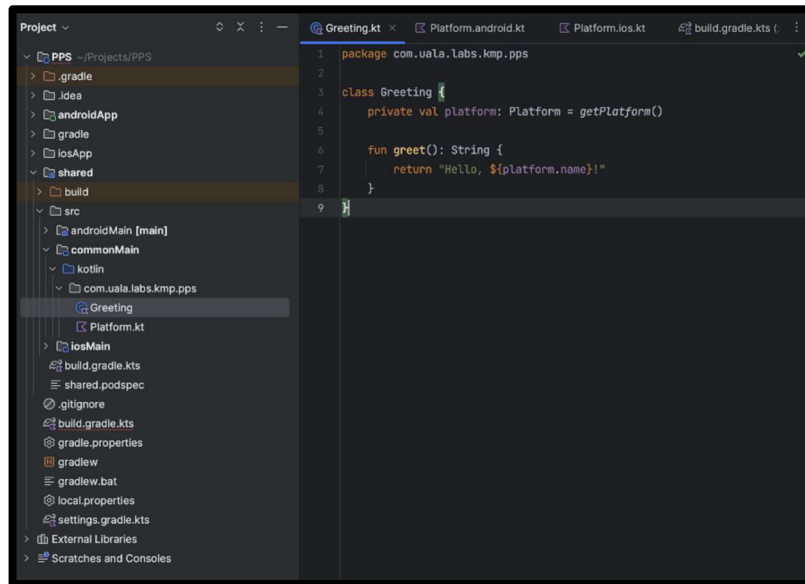 Project
PPS ~/Projects/PPS
.gradle
.idea
androidApp
gradle
iosApp
shared
build
src
androidMain [main]
commonMain
kotlin
com.uala.labs.kmp.pps
Greeting
Platform.kt
iosMain
build.gradle.kts
shared.podspec
.gitignore
build.gradle.kts
gradle.properties
gradlew
gradlew.bat
local.properties
settings.gradle.kts
External Libraries
Scratches and Consoles
Greeting.kt Platform.android.kt Platform.ios.kt build.gradle.kts (:
1 package com.uala.labs.kmp.pps
2
3 class Greeting {
4 private val platform: Platform = getPlatform()
5
6 fun greet(): String {
7 return "Hello, ${platform.name}!"
8 }
9 }